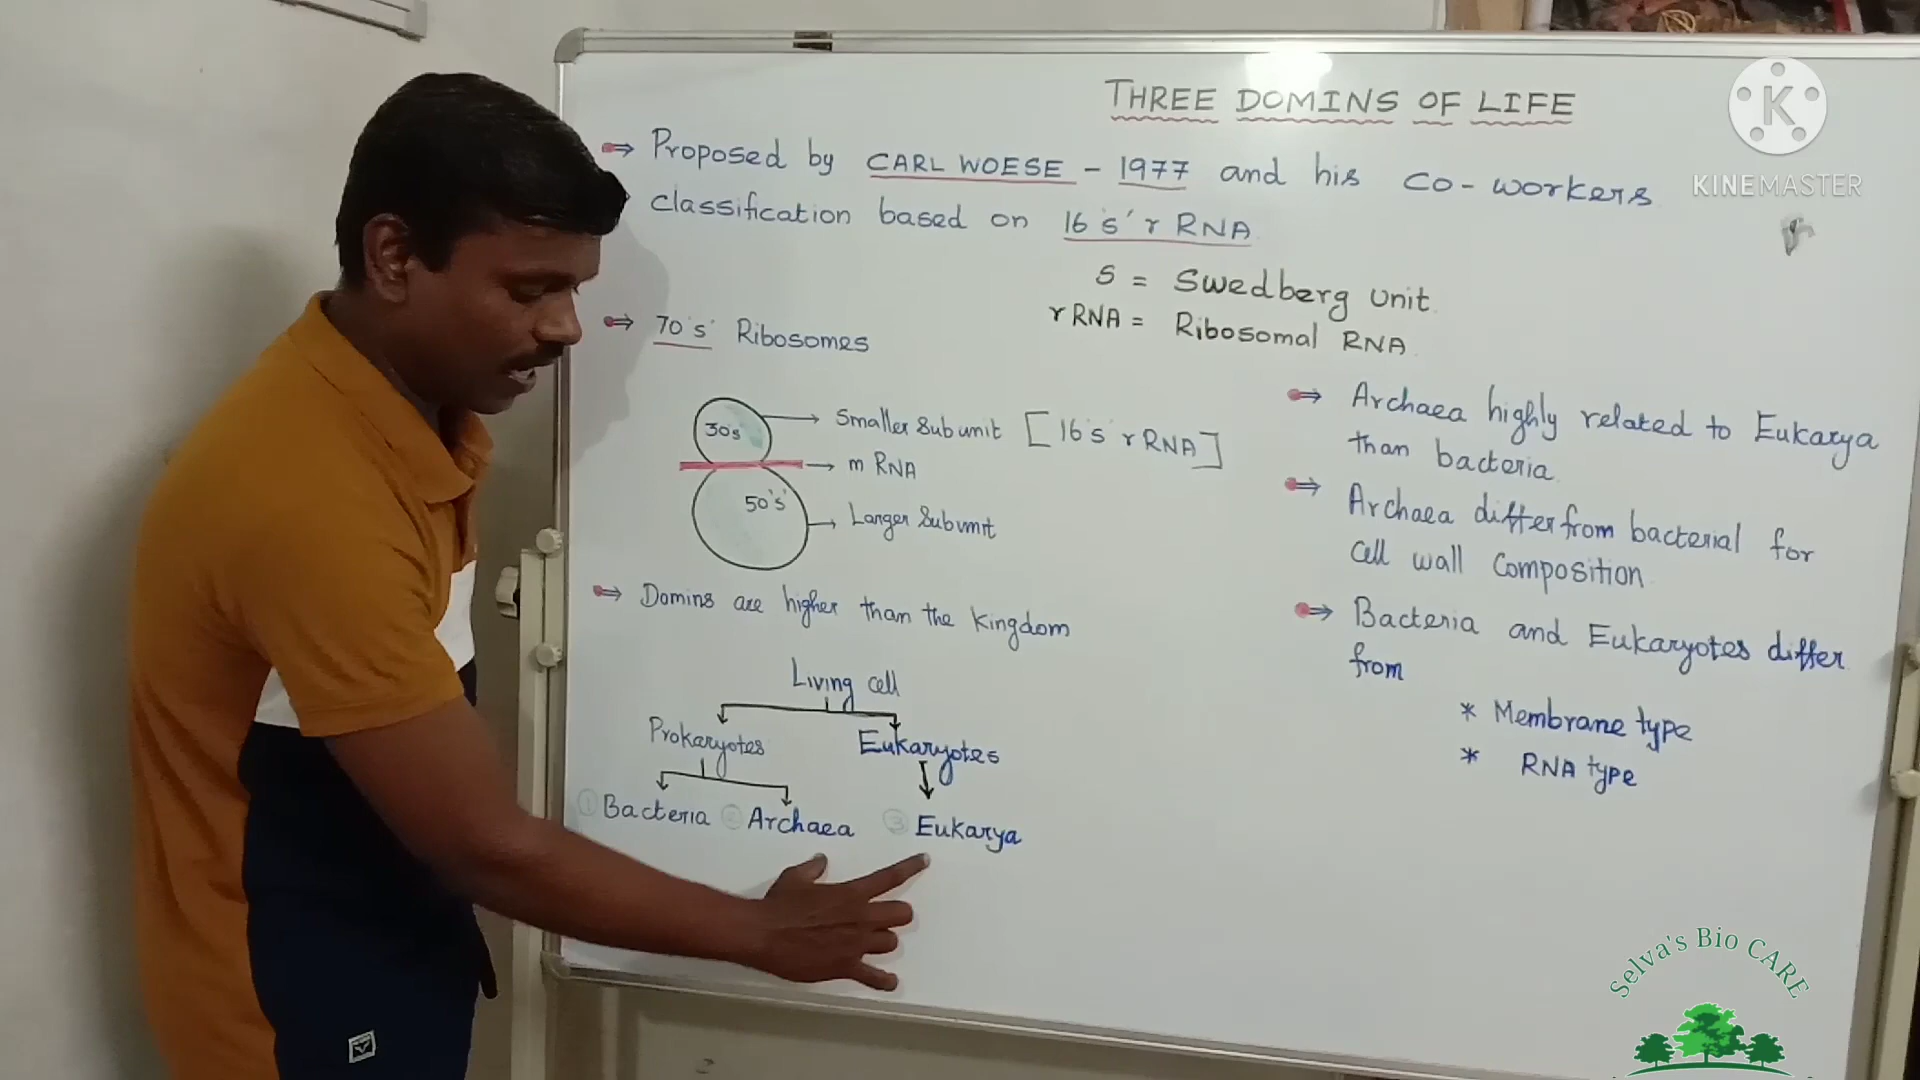 THREE DOMINS OF LIFE
Proposed by CARL WOESE - 1977 and his co-workers
classification based on 16's' r RNA
S = Swedberg Unit.
r RNA = Ribosomal RNA
70's' Ribosomes
30's'
Smaller Subunit [16's' r RNA]
m RNA
50's'
Larger Subunit
Domins are higher than the kingdom
Living cell
Prokaryotes
Eukaryotes
1 Bacteria
2 Archaea
3 Eukarya
Archaea highly related to Eukarya
than bacteria
Archaea differ from bacterial for
cell wall composition
Bacteria and Eukaryotes differ
from
* Membrane type
* RNA type
K
KINEMASTER
Selva's Bio CARE